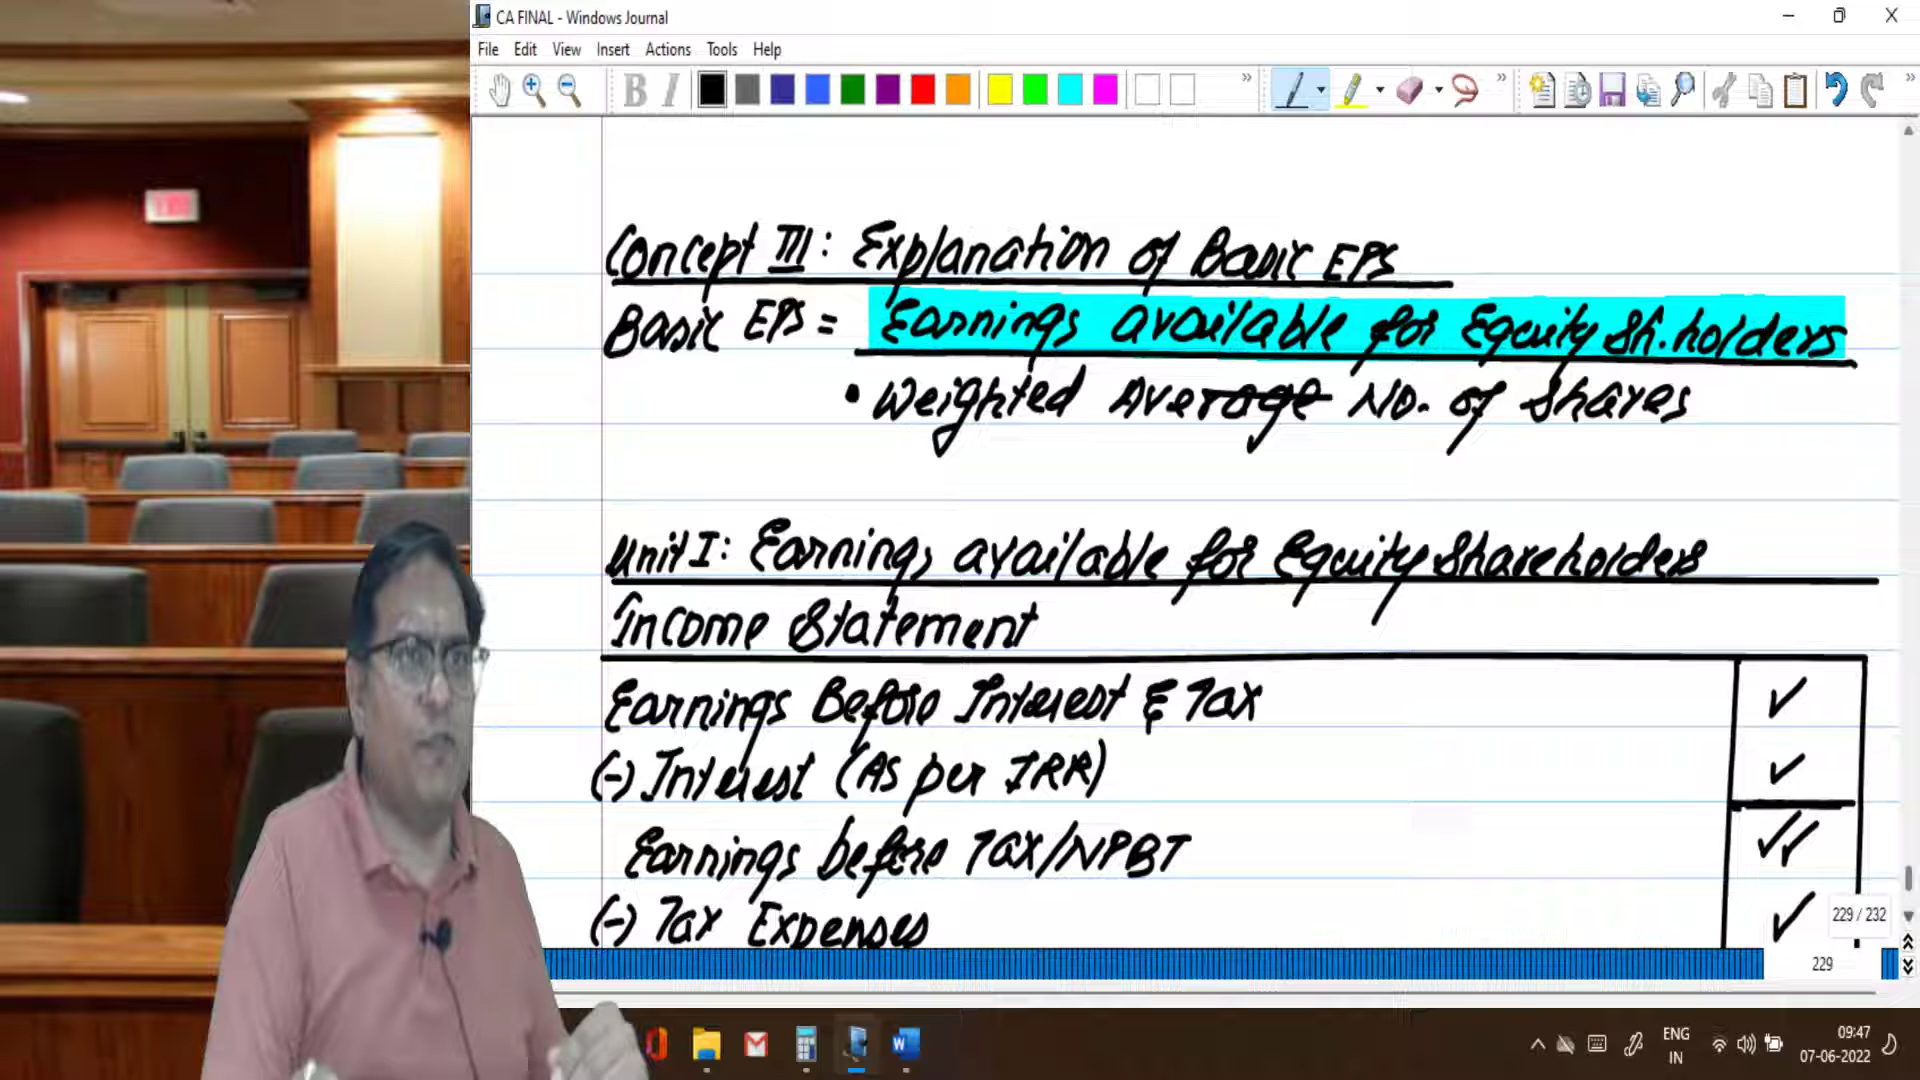 CA FINAL - Windows Journal
File Edit View Insert Actions Tools Help
B I
Concept III: Explanation of Basic EPS
Basic EPS = Earnings available for Equity Sh.holders
• Weighted Average No. of Shares
Unit I: Earnings available for Equity Shareholders
Income Statement
Earnings Before Interest & Tax ✓
(-) Interest (As per IRR) ✓
Earnings before Tax/NPBT ✓✓
(-) Tax Expenses ✓
229 / 232
229
W
ENG
IN
09:47
07-06-2022